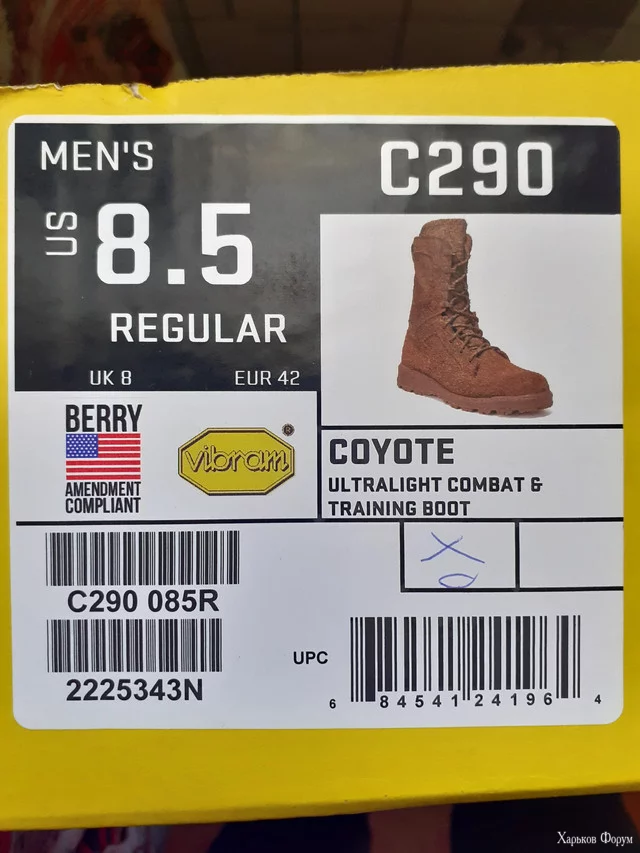 MEN'S
US 8.5
REGULAR
UK 8 EUR 42
C290
BERRY
AMENDMENT
COMPLIANT
vibram®
COYOTE
ULTRALIGHT COMBAT &
TRAINING BOOT
C290 085R
2225343N
UPC
6 84541 24196 4
Харьков Форум